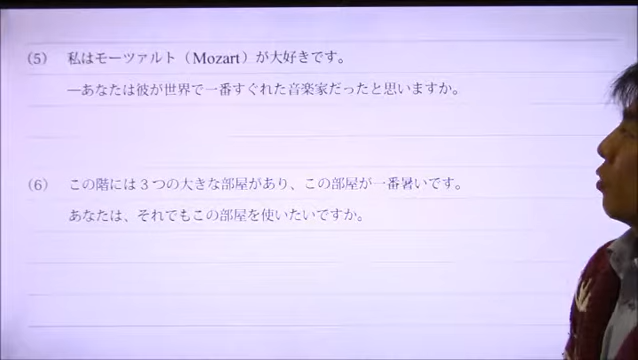 (5) 私はモーツァルト（Mozart）が大好きです。
―あなたは彼が世界で一番すぐれた音楽家だったと思いますか。
(6) この階には３つの大きな部屋があり、この部屋が一番暑いです。
あなたは、それでもこの部屋を使いたいですか。